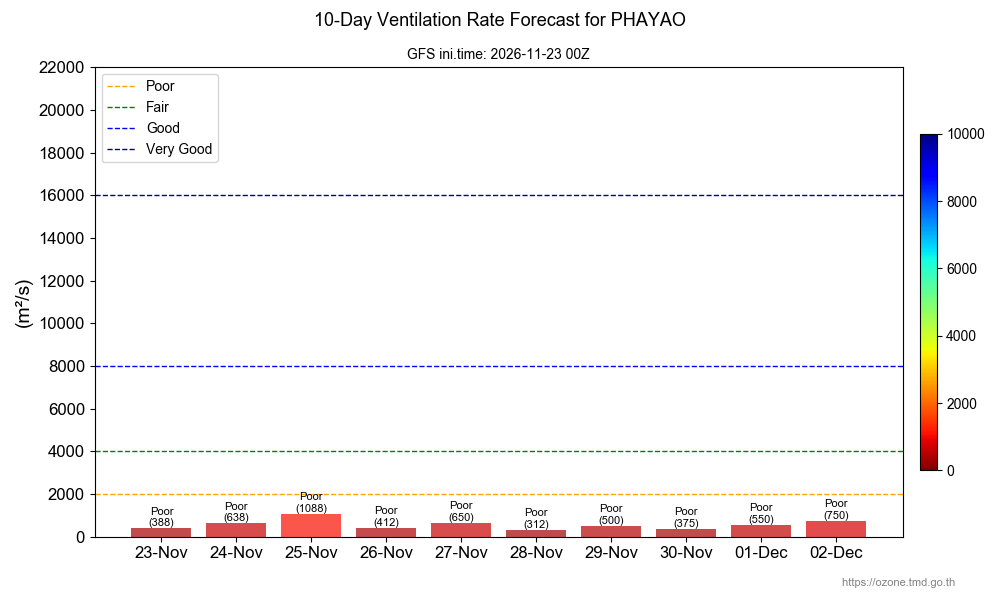 10-Day Ventilation Rate Forecast for PHAYAO
GFS ini.time: 2026-11-23 00Z
(m²/s)
22000
20000
18000
16000
14000
12000
10000
8000
6000
4000
2000
0
Poor
Fair
Good
Very Good
Poor
(388)
Poor
(638)
Poor
(1088)
Poor
(412)
Poor
(650)
Poor
(312)
Poor
(500)
Poor
(375)
Poor
(550)
Poor
(750)
23-Nov 24-Nov 25-Nov 26-Nov 27-Nov 28-Nov 29-Nov 30-Nov 01-Dec 02-Dec
10000
8000
6000
4000
2000
0
https://ozone.tmd.go.th